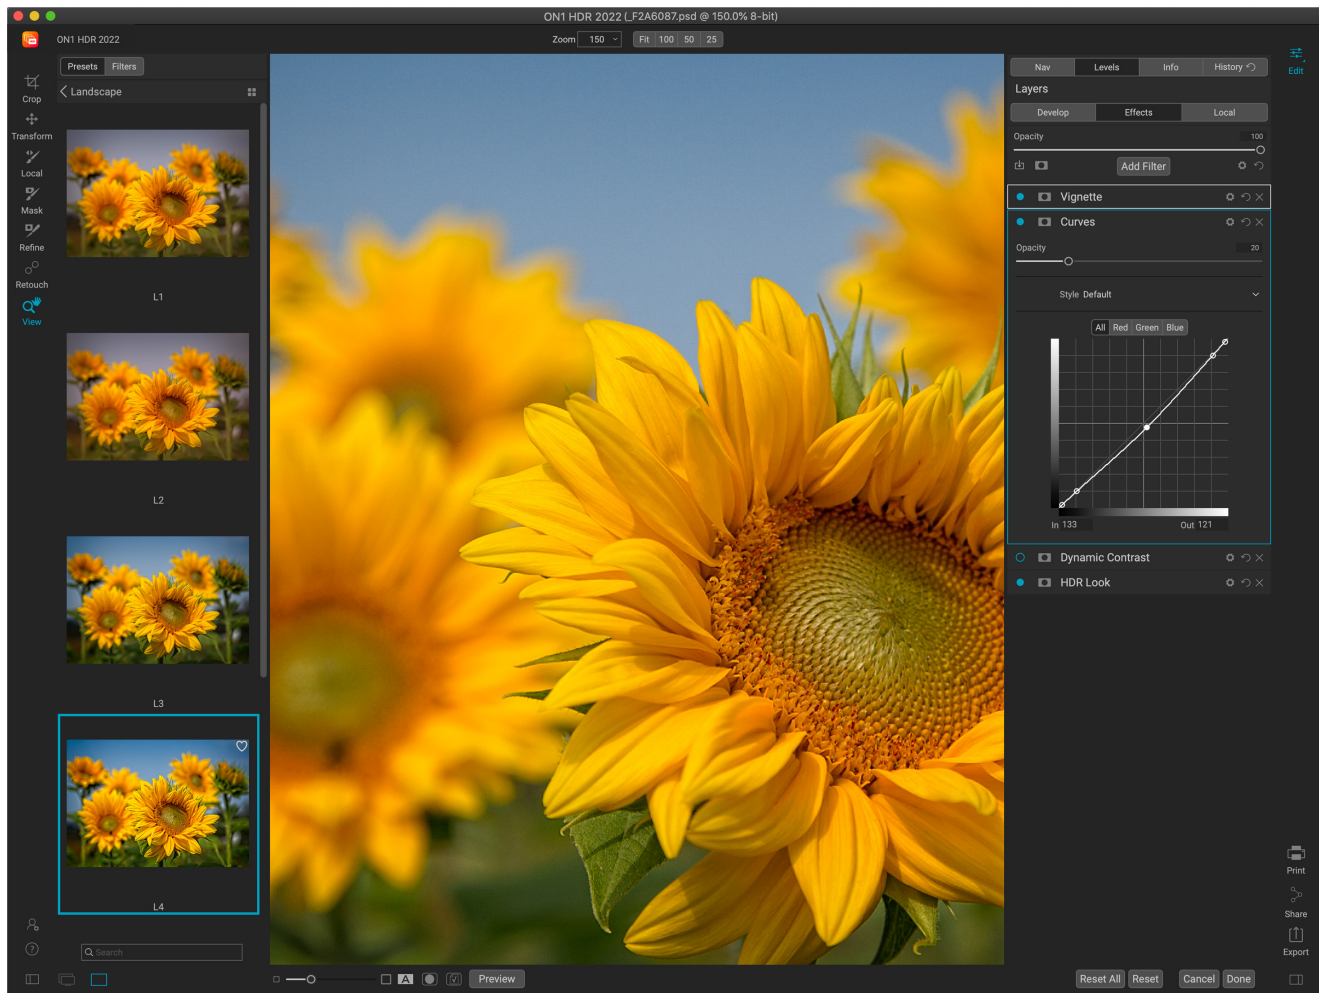 ON1 HDR 2022 (_F2A6087.psd @ 150.0% 8-bit)
ON1 HDR 2022
Zoom 150 Fit 100 50 25
Edit
Presets Filters
Landscape
Crop
Transform
Local
Mask
Refine
Retouch
View
L1
L2
L3
L4
Search
Nav Levels Info History
Layers
Develop Effects Local
Opacity 100
Add Filter
Vignette
Curves
Opacity 20
Style Default
All Red Green Blue
In 133 Out 121
Dynamic Contrast
HDR Look
Print
Share
Export
A Preview
Reset All Reset Cancel Done